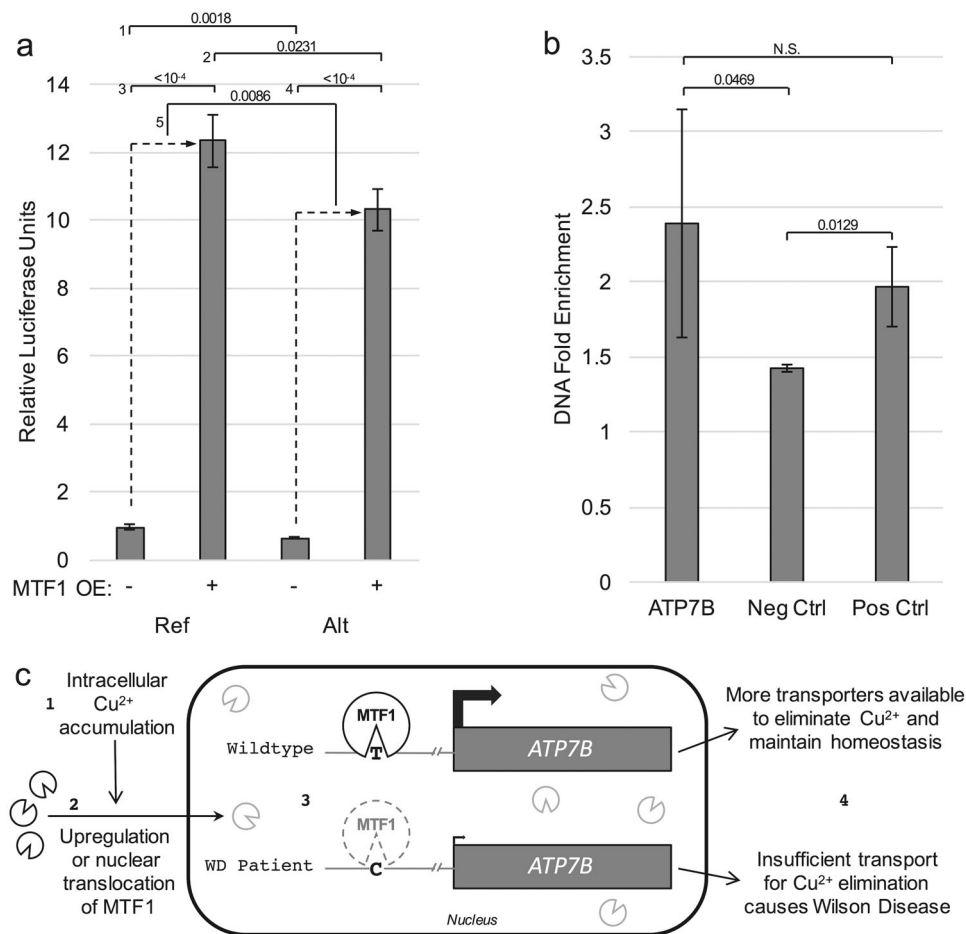 a
1
0.0018
2
0.0231
3
<10-4
4
<10-4
5
0.0086
Relative Luciferase Units
14
12
10
8
6
4
2
0
MTF1 OE:
-
+
-
+
Ref
Alt
b
N.S.
0.0469
0.0129
DNA Fold Enrichment
3.5
3
2.5
2
1.5
1
0.5
0
ATP7B
Neg Ctrl
Pos Ctrl
c
1
Intracellular
Cu2+
accumulation
2
Upregulation
or nuclear
translocation
of MTF1
Wildtype
MTF1
T
//
ATP7B
3
WD Patient
MTF1
C
//
ATP7B
Nucleus
More transporters available
to eliminate Cu2+ and
maintain homeostasis
4
Insufficient transport
for Cu2+ elimination
causes Wilson Disease